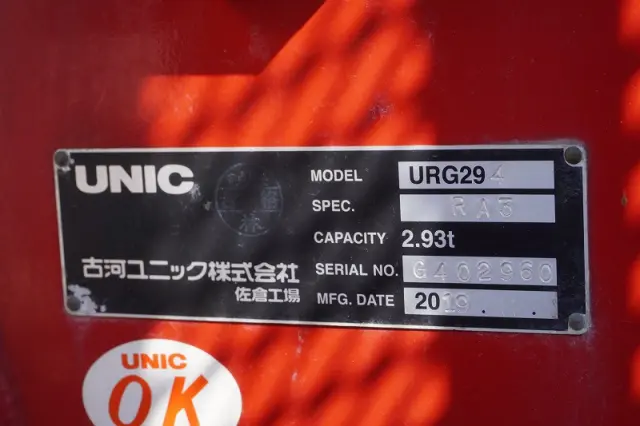 UNIC
MODEL URG294
SPEC. RA3
CAPACITY 2.93t
古河ユニック株式会社
SERIAL NO. G402960
佐倉工場
MFG. DATE 2019
UNIC
OK